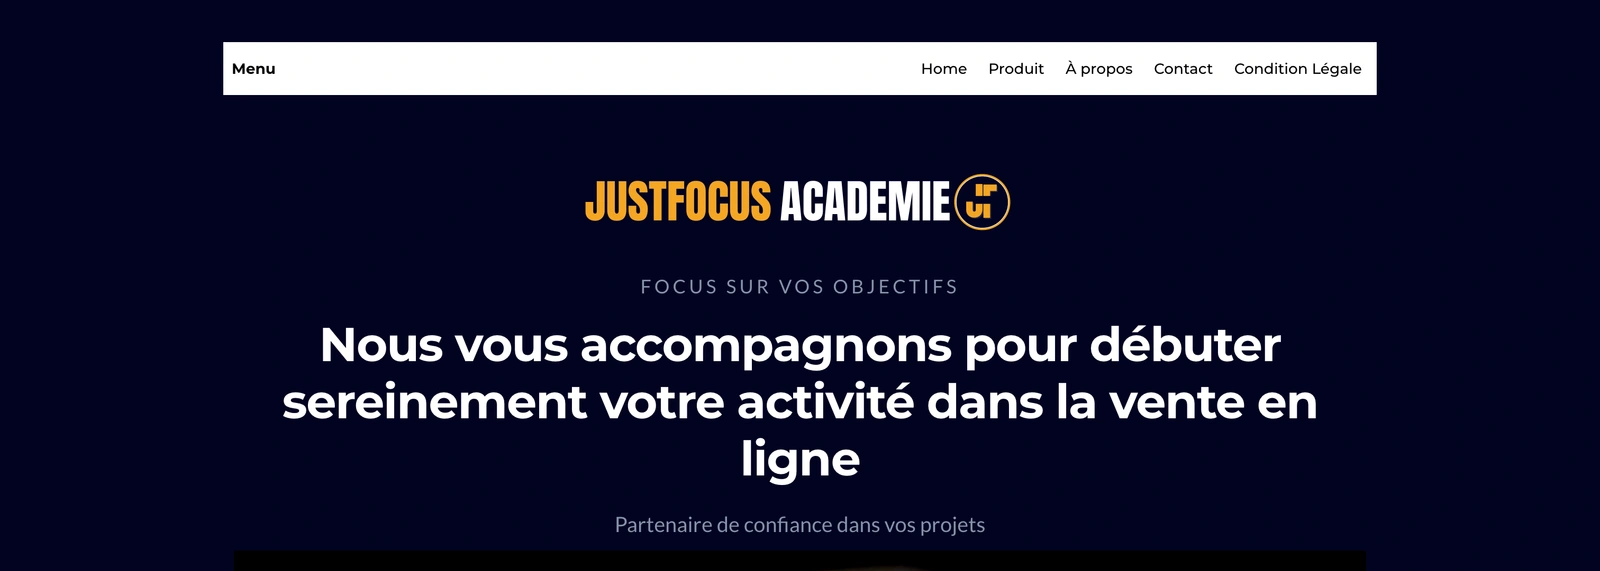 Menu Home Produit À propos Contact Condition Légale
JUSTFOCUS ACADEMIE JF
FOCUS SUR VOS OBJECTIFS
Nous vous accompagnons pour débuter
sereinement votre activité dans la vente en
ligne
Partenaire de confiance dans vos projets